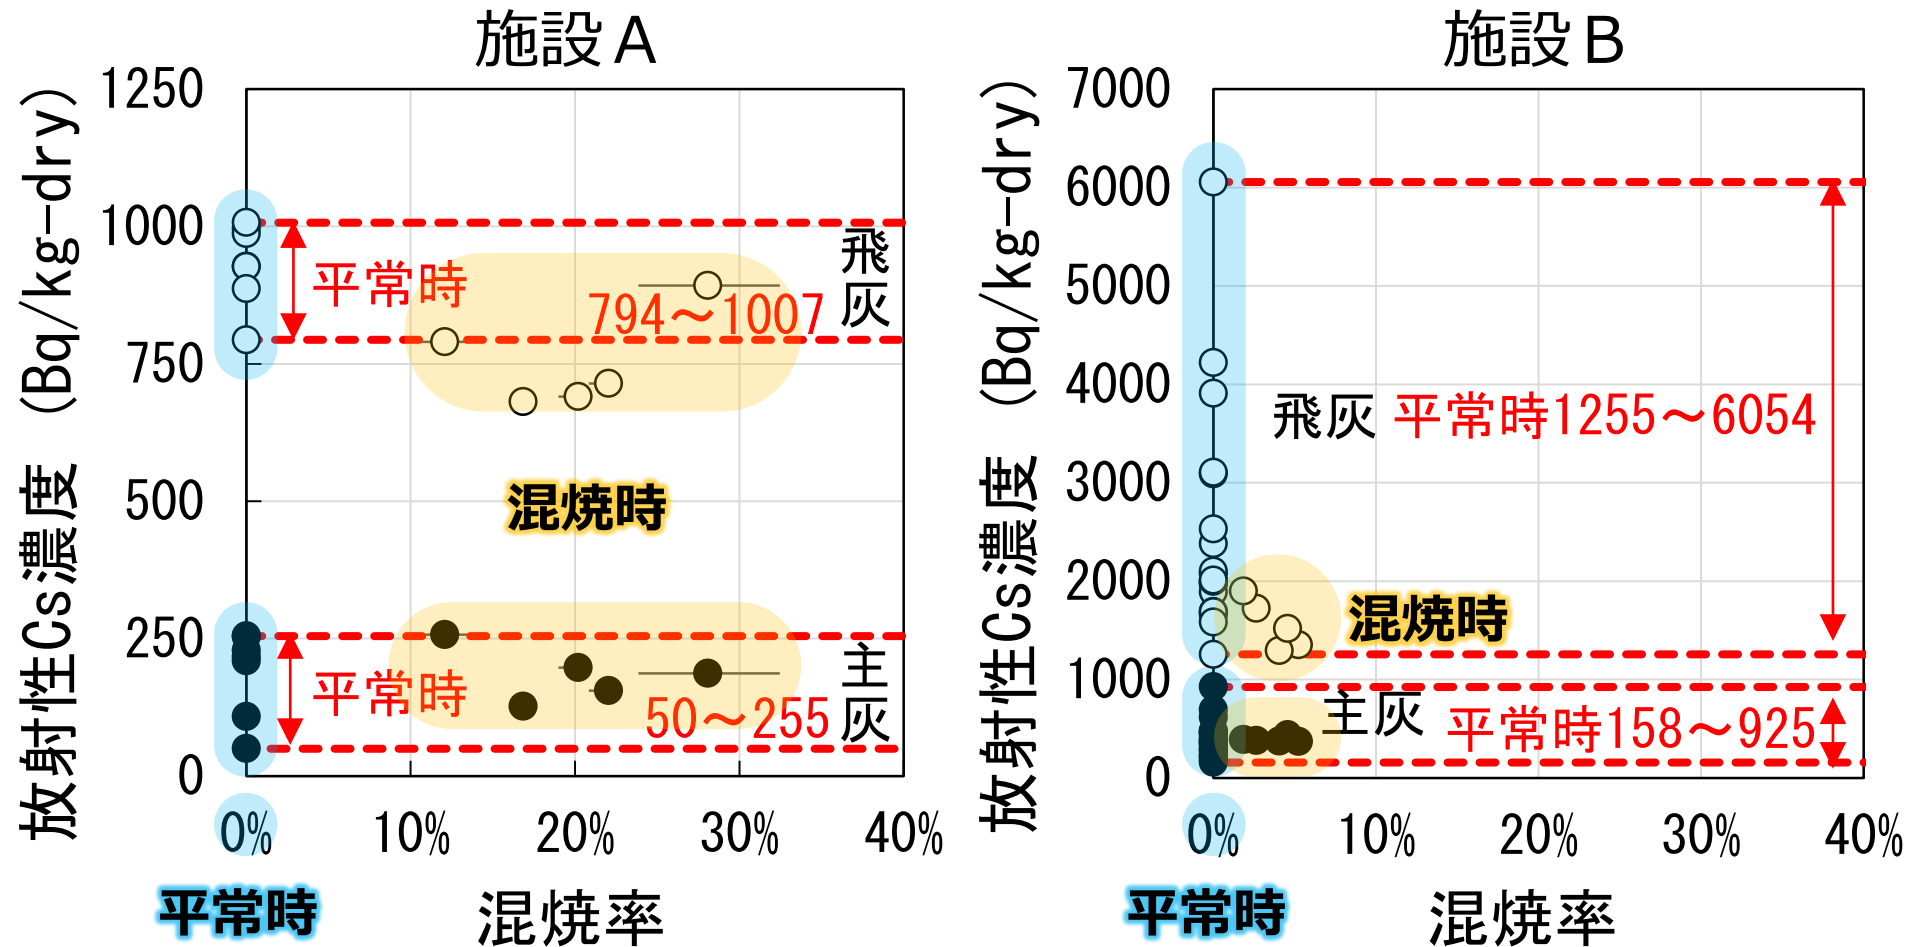 施設A
放射性Cs濃度 (Bq/kg-dry)
1250
1000
750
500
250
0
平常時
794～1007
飛灰
混焼時
平常時
50～255
主灰
0%
10%
20%
30%
40%
平常時
混焼率
施設B
放射性Cs濃度 (Bq/kg-dry)
7000
6000
5000
4000
3000
2000
1000
0
飛灰 平常時1255～6054
混焼時
主灰 平常時158～925
0%
10%
20%
30%
40%
平常時
混焼率